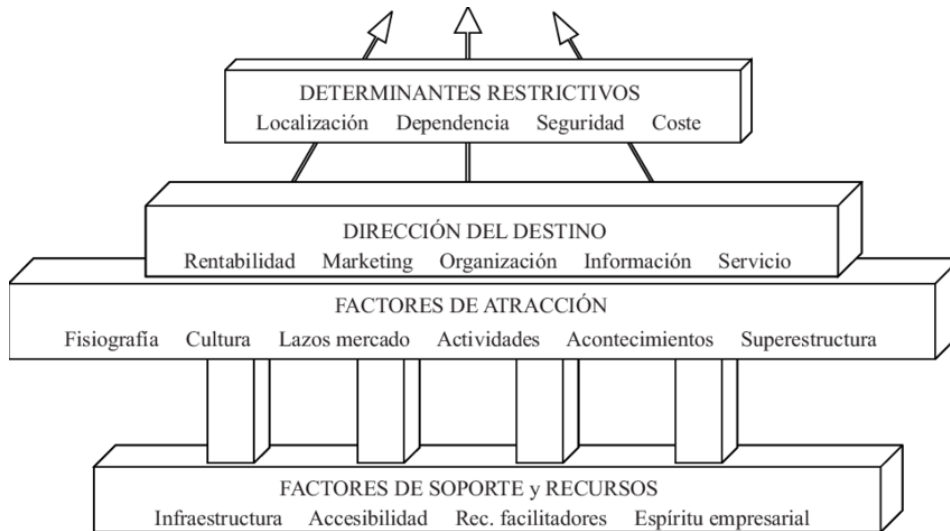 DETERMINANTES RESTRICTIVOS
Localización Dependencia Seguridad Coste
DIRECCIÓN DEL DESTINO
Rentabilidad Marketing Organización Información Servicio
FACTORES DE ATRACCIÓN
Fisiografía Cultura Lazos mercado Actividades Acontecimientos Superestructura
FACTORES DE SOPORTE y RECURSOS
Infraestructura Accesibilidad Rec. facilitadores Espíritu empresarial